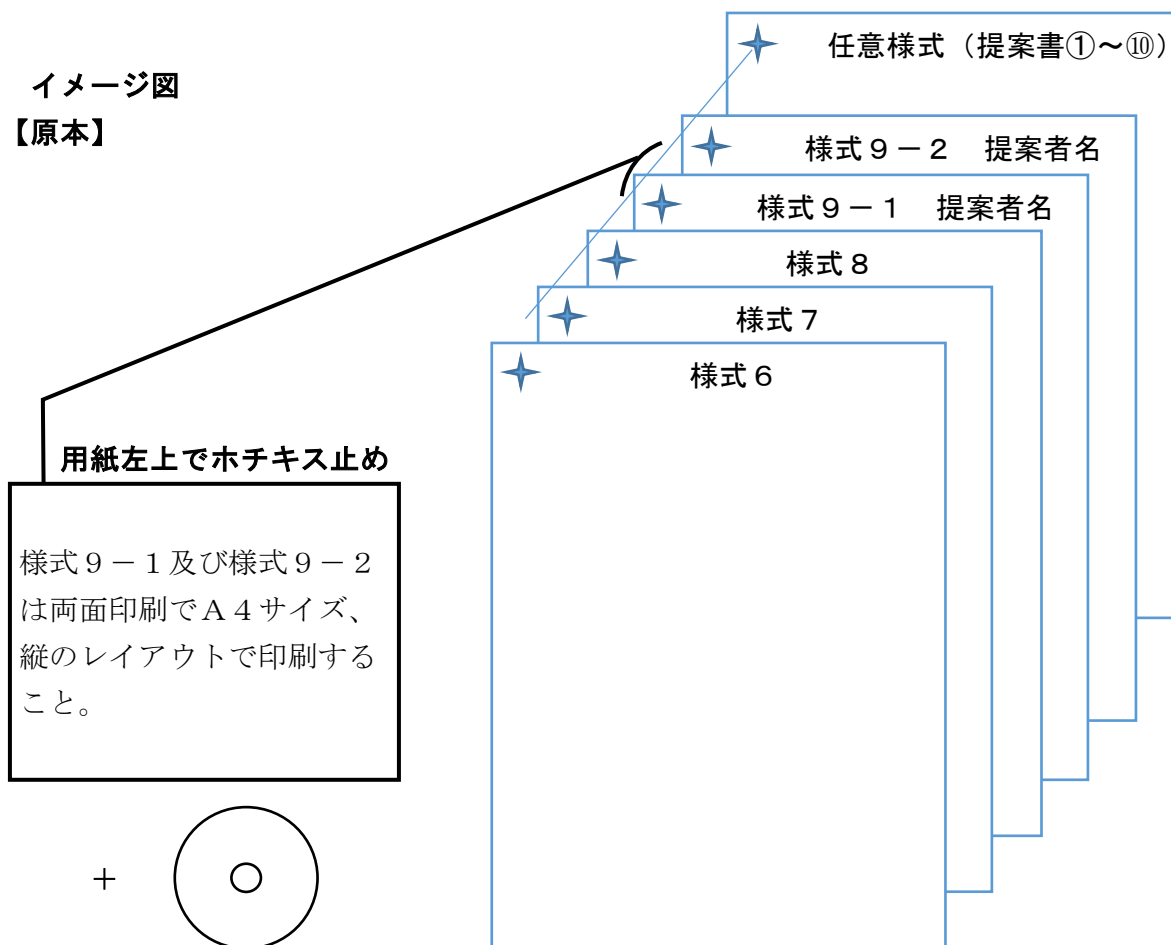 イメージ図
【原本】
任意様式（提案書①～⑩）
様式９－２　提案者名
様式９－１　提案者名
様式８
様式７
様式６
用紙左上でホチキス止め
様式９－１及び様式９－２
は両面印刷でＡ４サイズ、
縦のレイアウトで印刷する
こと。
＋